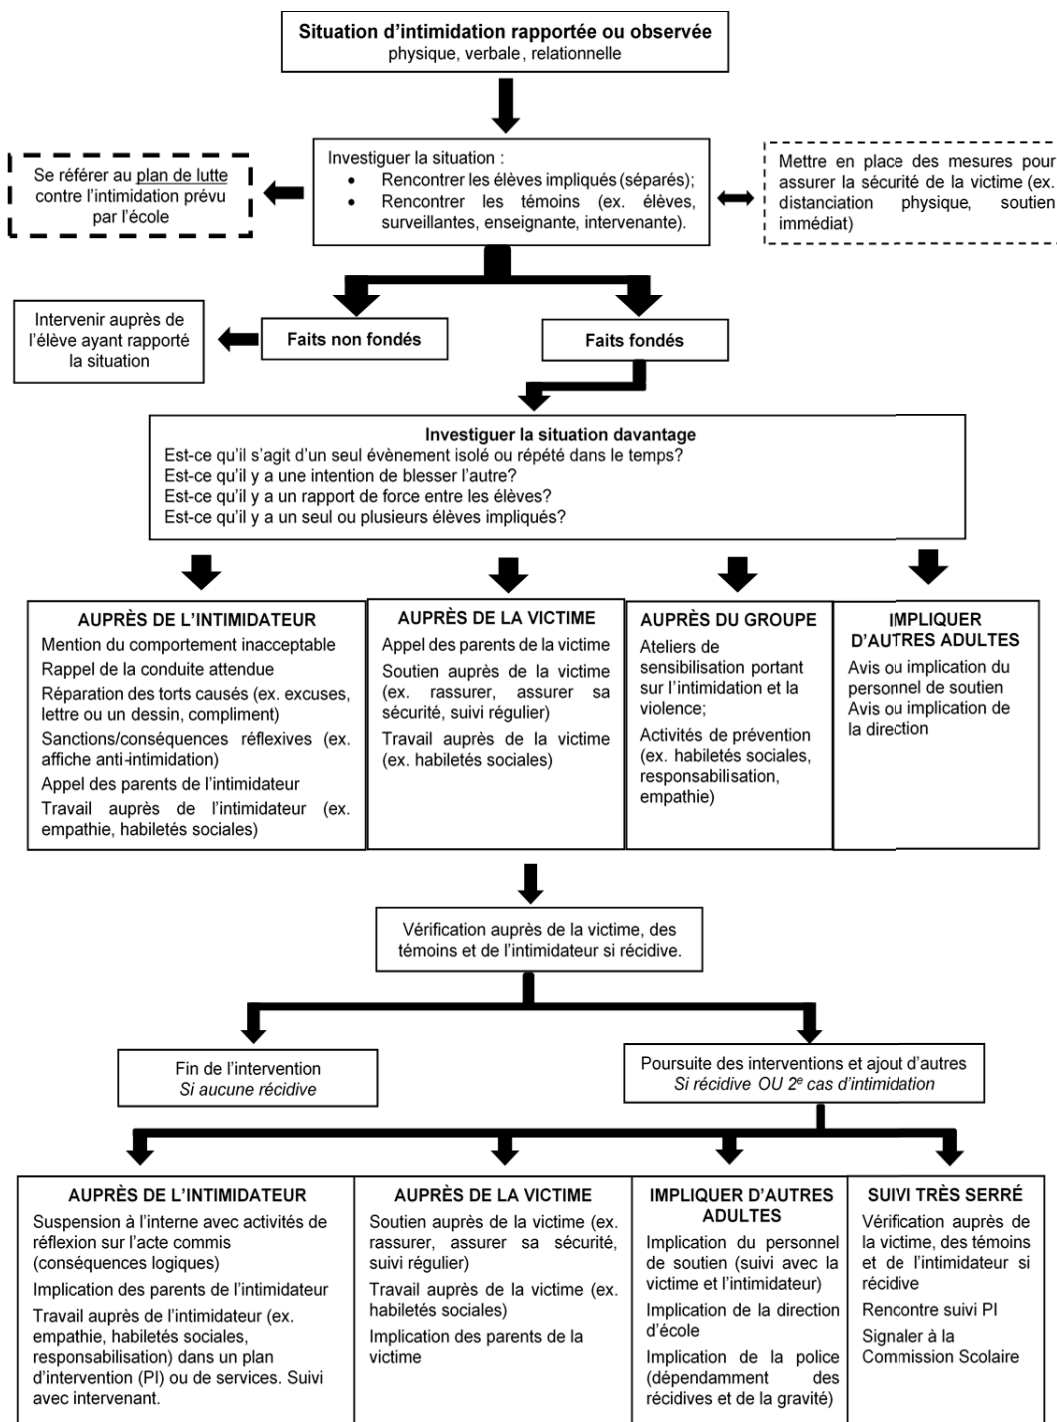 Situation d'intimidation rapportée ou observée
physique, verbale, relationnelle
Se référer au plan de lutte
contre l'intimidation prévu
par l'école
Investiguer la situation :
• Rencontrer les élèves impliqués (séparés);
• Rencontrer les témoins (ex. élèves,
surveillantes, enseignante, intervenante).
Mettre en place des mesures pour
assurer la sécurité de la victime (ex.
distanciation physique, soutien
immédiat)
Intervenir auprès de
l'élève ayant rapporté
la situation
Faits non fondés
Faits fondés
Investiguer la situation davantage
Est-ce qu'il s'agit d'un seul évènement isolé ou répété dans le temps?
Est-ce qu'il y a une intention de blesser l'autre?
Est-ce qu'il y a un rapport de force entre les élèves?
Est-ce qu'il y a un seul ou plusieurs élèves impliqués?
AUPRÈS DE L'INTIMIDATEUR
Mention du comportement inacceptable
Rappel de la conduite attendue
Réparation des torts causés (ex. excuses,
lettre ou un dessin, compliment)
Sanctions/conséquences réflexives (ex.
affiche anti-intimidation)
Appel des parents de l'intimidateur
Travail auprès de l'intimidateur (ex.
empathie, habiletés sociales)
AUPRÈS DE LA VICTIME
Appel des parents de la victime
Soutien auprès de la victime
(ex. rassurer, assurer sa
sécurité, suivi régulier)
Travail auprès de la victime
(ex. habiletés sociales)
AUPRÈS DU GROUPE
Ateliers de
sensibilisation portant
sur l'intimidation et la
violence;
Activités de prévention
(ex. habiletés sociales,
responsabilisation,
empathie)
IMPLIQUER
D'AUTRES ADULTES
Avis ou implication du
personnel de soutien
Avis ou implication de
la direction
Vérification auprès de la victime, des
témoins et de l'intimidateur si récidive.
Fin de l'intervention
Si aucune récidive
Poursuite des interventions et ajout d'autres
Si récidive OU 2e cas d'intimidation
AUPRÈS DE L'INTIMIDATEUR
Suspension à l'interne avec activités de
réflexion sur l'acte commis
(conséquences logiques)
Implication des parents de l'intimidateur
Travail auprès de l'intimidateur (ex.
empathie, habiletés sociales,
responsabilisation) dans un plan
d'intervention (PI) ou de services. Suivi
avec intervenant.
AUPRÈS DE LA VICTIME
Soutien auprès de la victime (ex.
rassurer, assurer sa sécurité,
suivi régulier)
Travail auprès de la victime (ex.
habiletés sociales)
Implication des parents de la
victime
IMPLIQUER D'AUTRES
ADULTES
Implication du personnel de
soutien (suivi avec la
victime et l'intimidateur)
Implication de la direction
d'école
Implication de la police
(dépendamment des
récidives et de la gravité)
SUIVI TRÈS SERRÉ
Vérification auprès de
la victime, des témoins
et de l'intimidateur si
récidive
Rencontre suivi PI
Signaler à la
Commission Scolaire